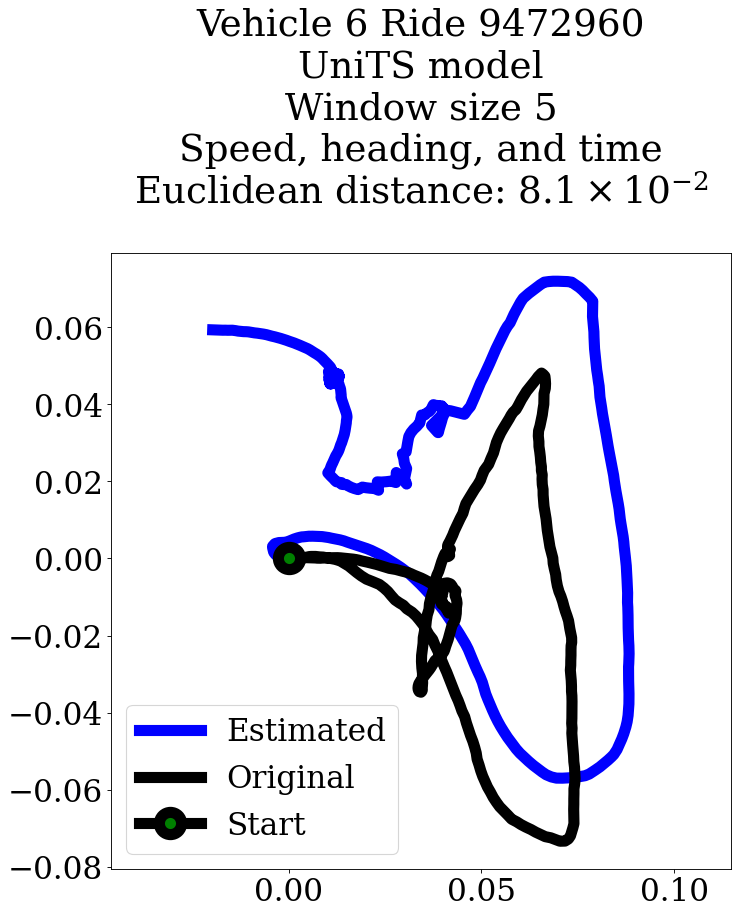 Vehicle 6 Ride 9472960
UniTS model
Window size 5
Speed, heading, and time
Euclidean distance: 8.1 × 10⁻²
0.06
0.04
0.02
0.00
−0.02
−0.04
−0.06
−0.08
Estimated
Original
Start
0.00 0.05 0.10